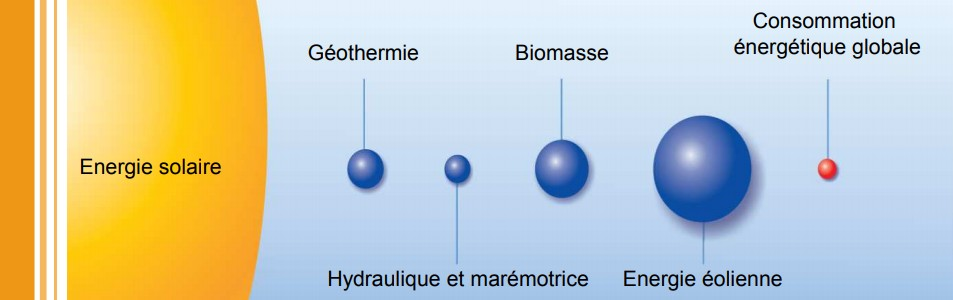 Consommation
énergétique globale
Géothermie
Biomasse
Energie solaire
Hydraulique et marémotrice
Energie éolienne